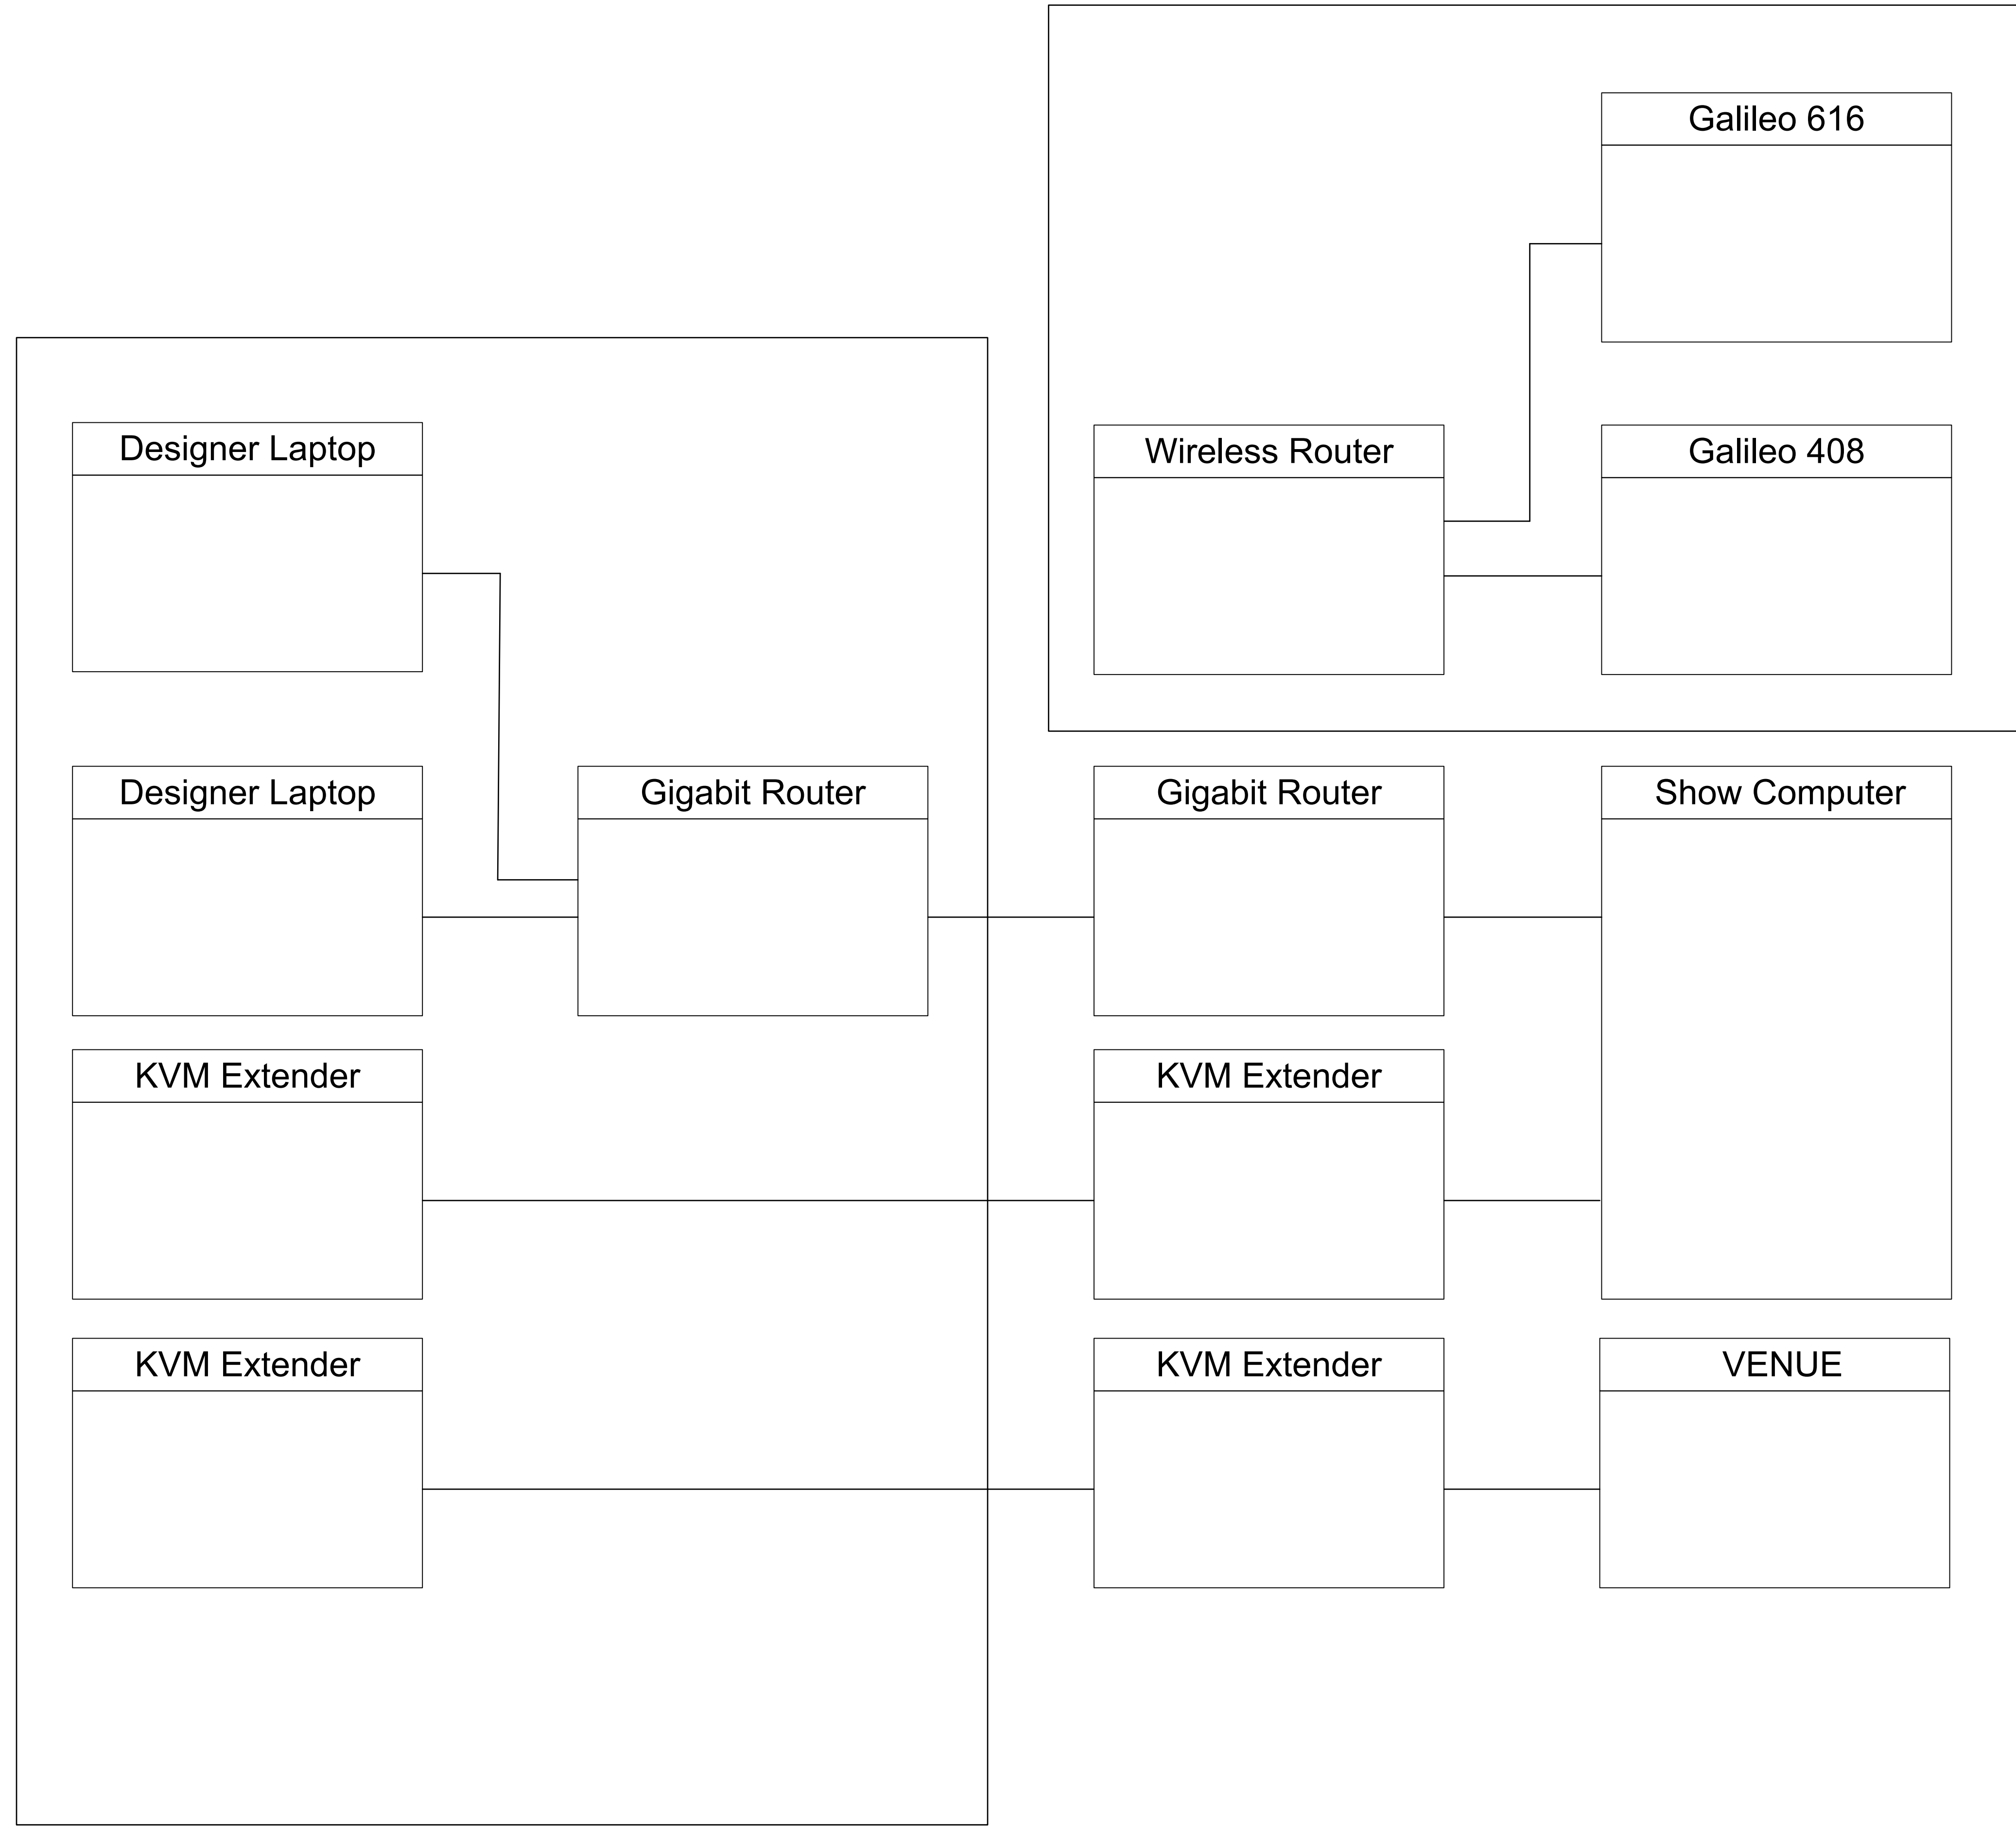 Galileo 616
Designer Laptop
Wireless Router
Galileo 408
Designer Laptop
Gigabit Router
Gigabit Router
Show Computer
KVM Extender
KVM Extender
KVM Extender
KVM Extender
VENUE